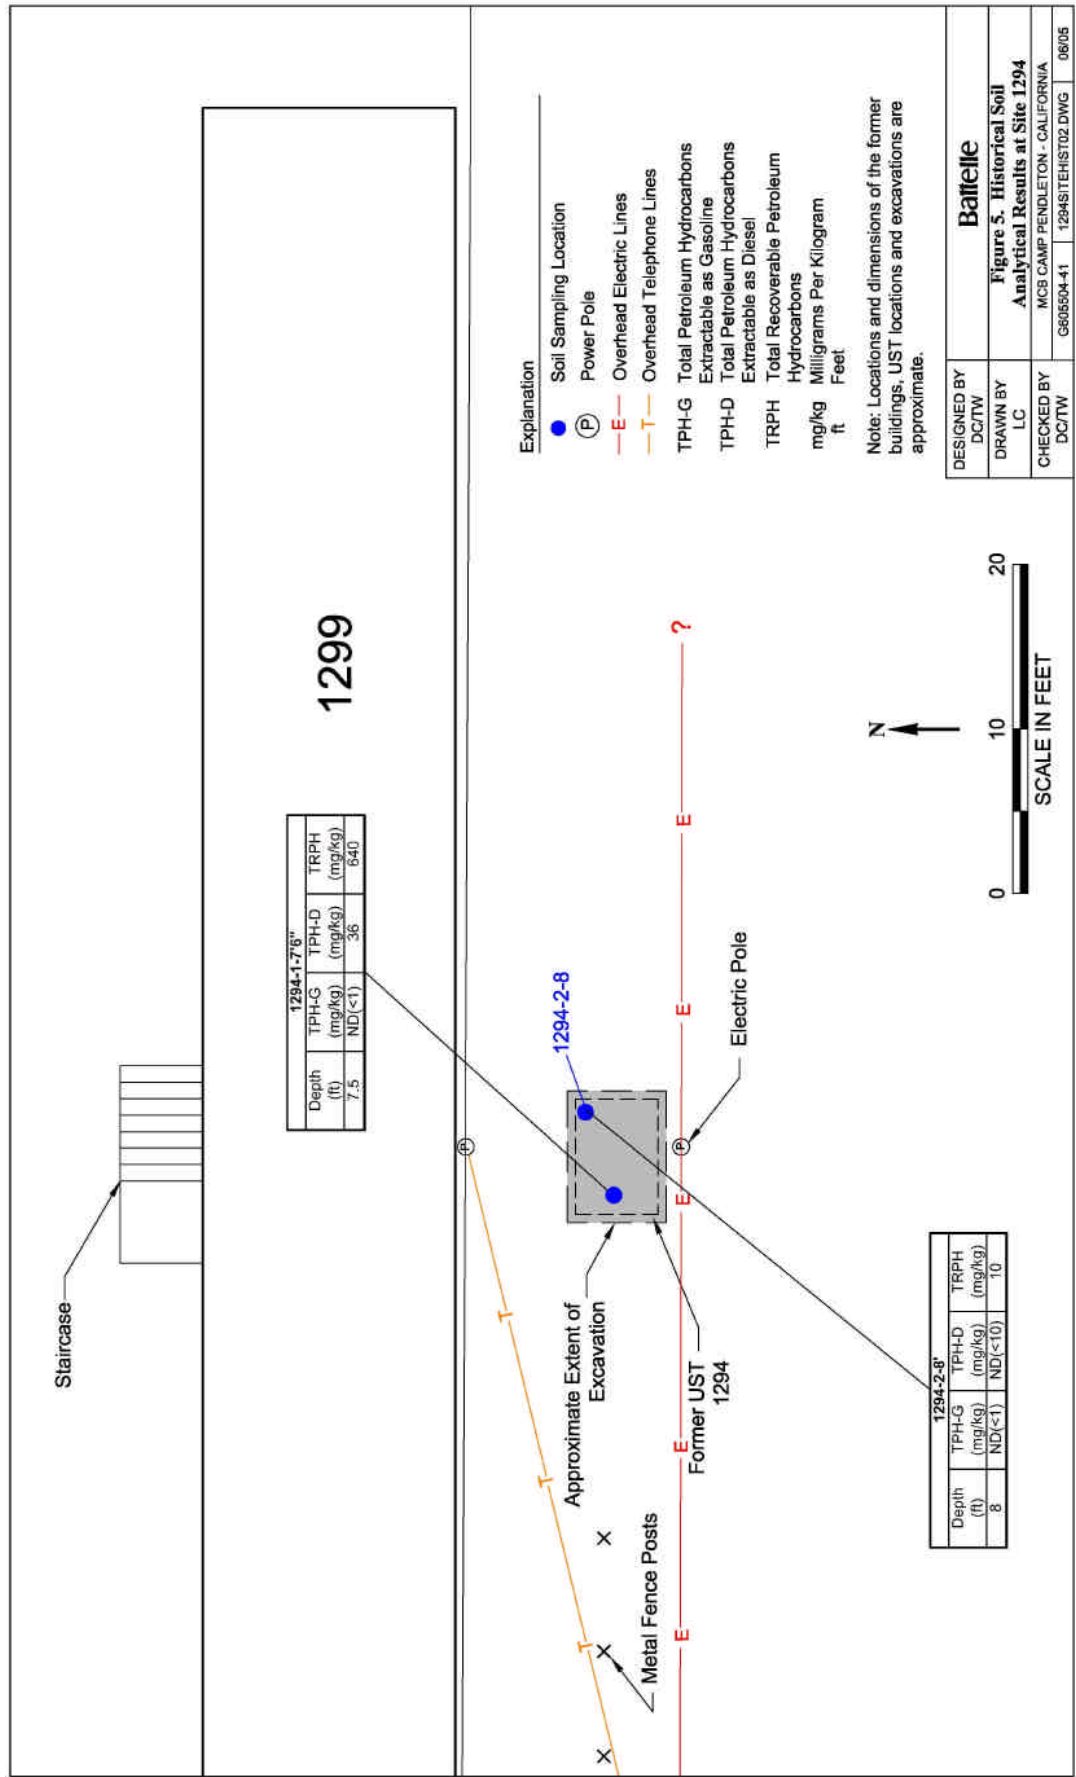 Staircase
1299
1294-1-7'6"
Depth (ft) TPH-G (mg/kg) TPH-D (mg/kg) TRPH (mg/kg)
7.5 ND(<1) 36 640
P
T
T
T
Approximate Extent of
Excavation
1294-2-8
Former UST
1294
Metal Fence Posts
P
Electric Pole
E
E
E
E
E
?
1294-2-8'
Depth (ft) TPH-G (mg/kg) TPH-D (mg/kg) TRPH (mg/kg)
8 ND(<1) ND(<10) 10
N
0 10 20
SCALE IN FEET
Explanation
Soil Sampling Location
P Power Pole
E Overhead Electric Lines
T Overhead Telephone Lines
TPH-G Total Petroleum Hydrocarbons
Extractable as Gasoline
TPH-D Total Petroleum Hydrocarbons
Extractable as Diesel
TRPH Total Recoverable Petroleum
Hydrocarbons
mg/kg Milligrams Per Kilogram
ft Feet
Note: Locations and dimensions of the former
buildings, UST locations and excavations are
approximate.
DESIGNED BY
DC/TW
DRAWN BY
LC
CHECKED BY
DC/TW
Battelle
Figure 5. Historical Soil
Analytical Results at Site 1294
MCB CAMP PENDLETON - CALIFORNIA
G605504-41 1294SITEHIST02.DWG 06/05